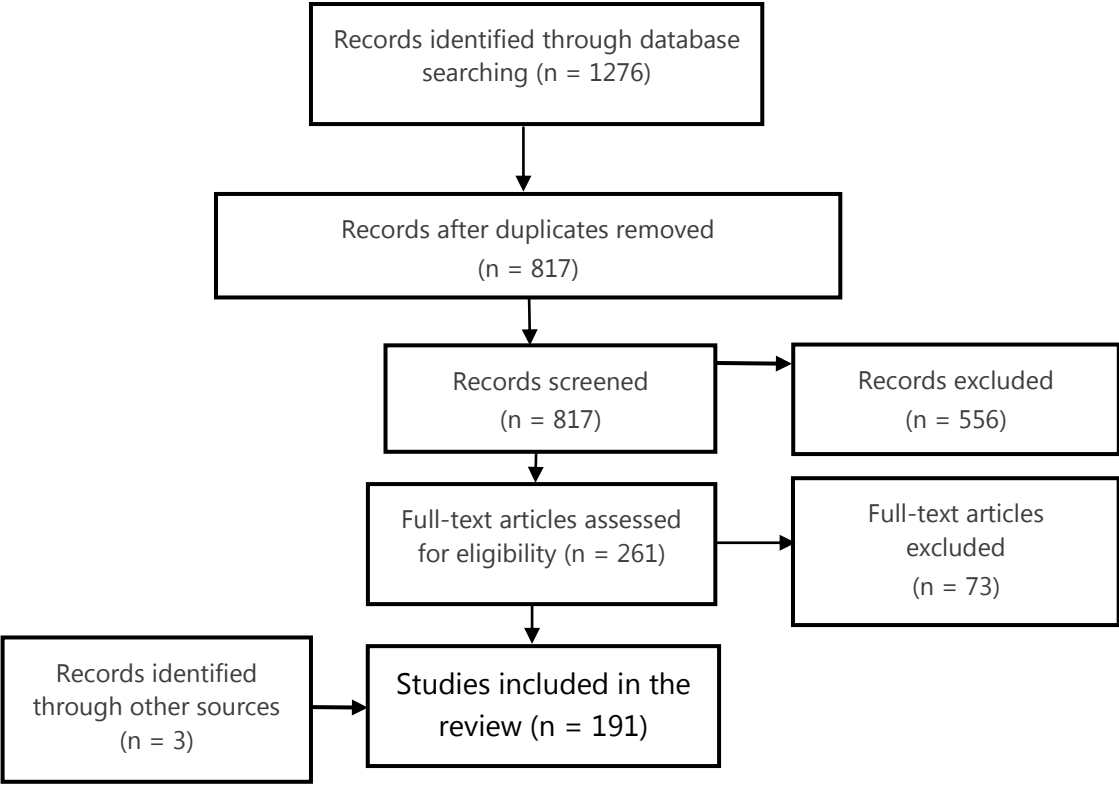 Records identified through database
searching (n = 1276)
Records after duplicates removed
(n = 817)
Records screened
(n = 817)
Records excluded
(n = 556)
Full-text articles assessed
for eligibility (n = 261)
Full-text articles
excluded
(n = 73)
Records identified
through other sources
(n = 3)
Studies included in the
review (n = 191)